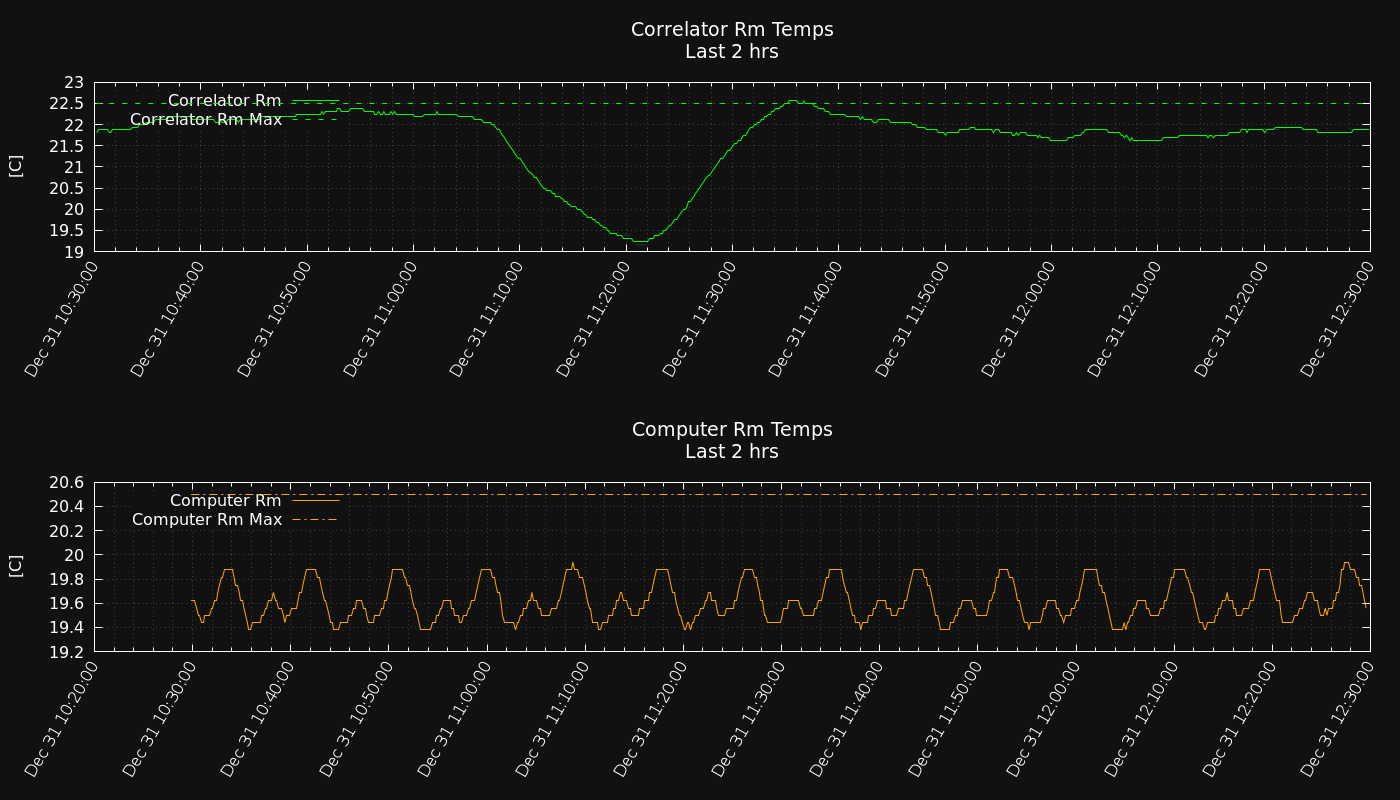 Correlator Rm Temps
Last 2 hrs
23
22.5
22
21.5
21
20.5
20
19.5
19
[C]
Correlator Rm
Correlator Rm Max
Dec 31 10:30:00
Dec 31 10:40:00
Dec 31 10:50:00
Dec 31 11:00:00
Dec 31 11:10:00
Dec 31 11:20:00
Dec 31 11:30:00
Dec 31 11:40:00
Dec 31 11:50:00
Dec 31 12:00:00
Dec 31 12:10:00
Dec 31 12:20:00
Dec 31 12:30:00
Computer Rm Temps
Last 2 hrs
20.6
20.4
20.2
20
19.8
19.6
19.4
19.2
[C]
Computer Rm
Computer Rm Max
Dec 31 10:20:00
Dec 31 10:30:00
Dec 31 10:40:00
Dec 31 10:50:00
Dec 31 11:00:00
Dec 31 11:10:00
Dec 31 11:20:00
Dec 31 11:30:00
Dec 31 11:40:00
Dec 31 11:50:00
Dec 31 12:00:00
Dec 31 12:10:00
Dec 31 12:20:00
Dec 31 12:30:00